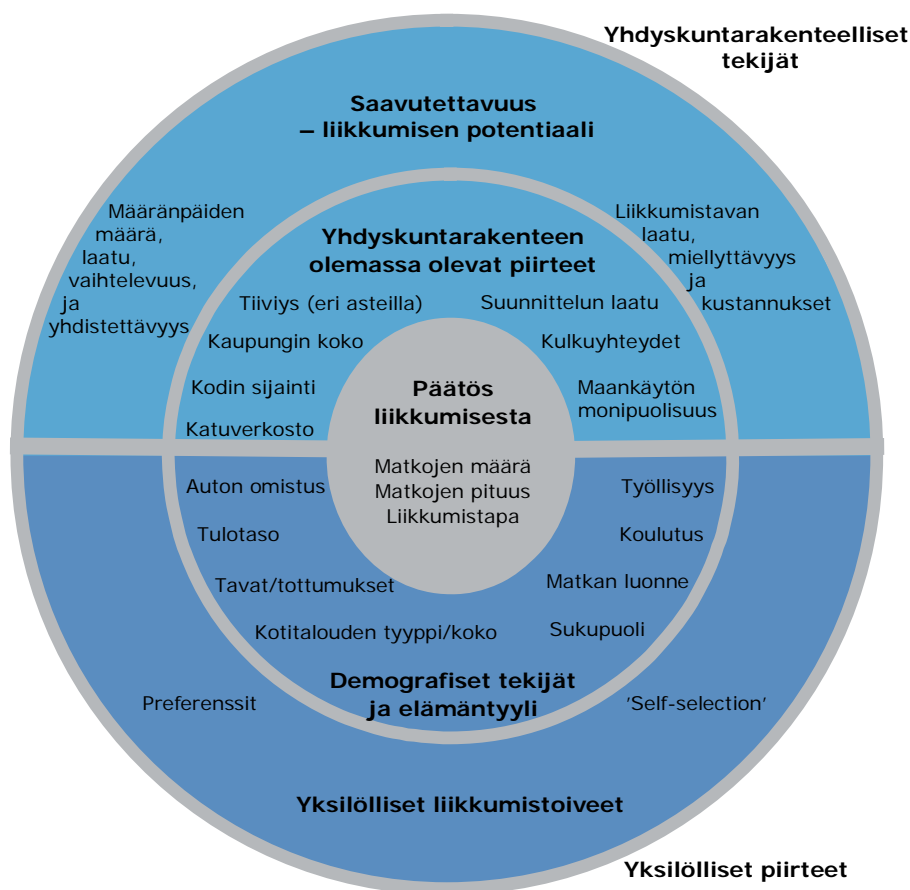 Yhdyskuntarakenteelliset
tekijät
Saavutettavuus
– liikkumisen potentiaali
Määränpäiden
määrä,
laatu,
vaihtelevuus,
ja
yhdistettävyys
Liikkumistavan
laatu,
miellyttävyys
ja
kustannukset
Yhdyskuntarakenteen
olemassa olevat piirteet
Tiiviys (eri asteilla)
Suunnittelun laatu
Kaupungin koko
Kulkuyhteydet
Kodin sijainti
Maankäytön
monipuolisuus
Katuverkosto
Päätös
liikkumisesta
Matkojen määrä
Matkojen pituus
Liikkumistapa
Auton omistus
Työllisyys
Tulotaso
Koulutus
Tavat/tottumukset
Matkan luonne
Kotitalouden tyyppi/koko
Sukupuoli
Demografiset tekijät
ja elämäntyyli
Preferenssit
'Self-selection'
Yksilölliset liikkumistoiveet
Yksilölliset piirteet